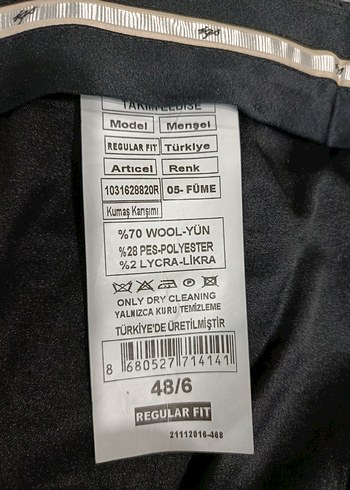 TAKIM ELBİSE
Model Menşei
REGULAR FIT Türkiye
Articel Renk
1031628820R 05- FÜME
Kumaş Karışımı
%70 WOOL-YÜN
%28 PES-POLYESTER
%2 LYCRA-LİKRA
P
ONLY DRY CLEANING
YALNIZCA KURU TEMİZLEME
TÜRKİYE'DE ÜRETİLMİŞTİR
8 680527 714141
48/6
REGULAR FIT
21112016-468